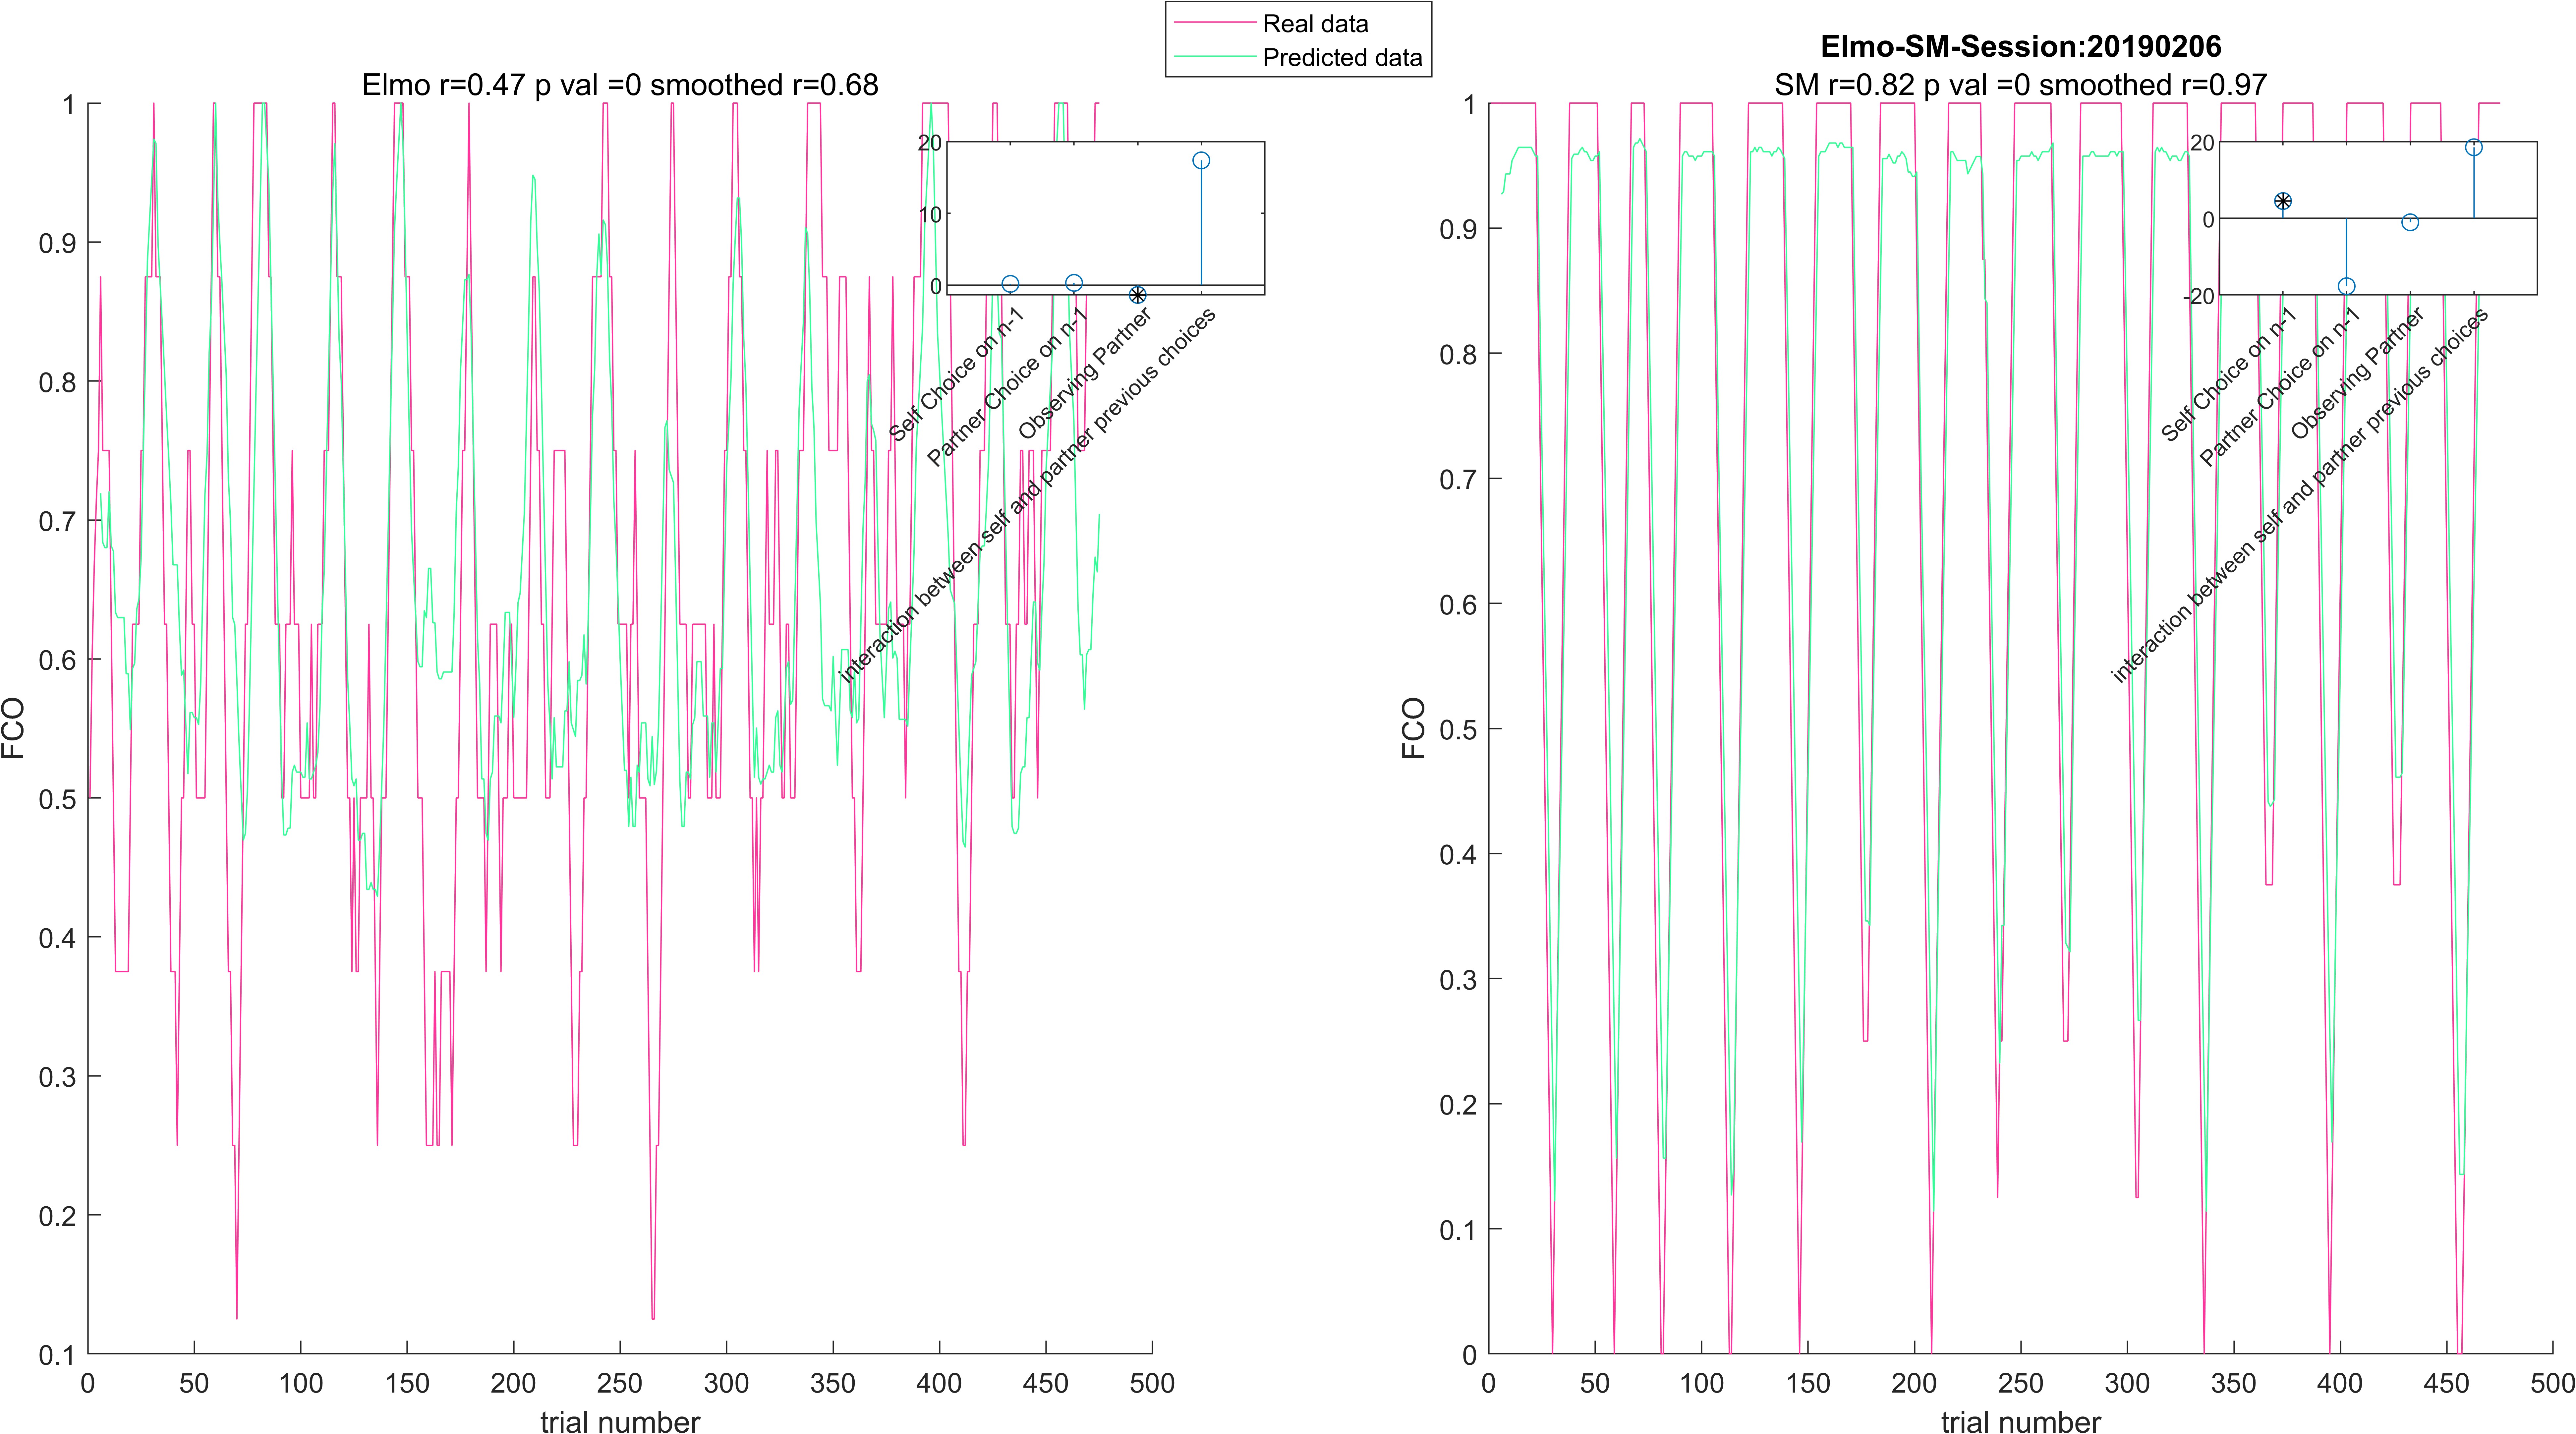 Real data
Predicted data
Elmo r=0.47 p val =0 smoothed r=0.68
1
0.9
0.8
0.7
0.6
0.5
0.4
0.3
0.2
0.1
FCO
0
50
100
150
200
250
300
350
400
450
500
trial number
20
10
0
Self Choice on n-1
Partner Choice on n-1
Observing Partner
interaction between self and partner previous choices
Elmo-SM-Session:20190206
SM r=0.82 p val =0 smoothed r=0.97
1
0.9
0.8
0.7
0.6
0.5
0.4
0.3
0.2
0.1
0
FCO
0
50
100
150
200
250
300
350
400
450
500
trial number
20
0
-20
Self Choice on n-1
Partner Choice on n-1
Observing Partner
interaction between self and partner previous choices